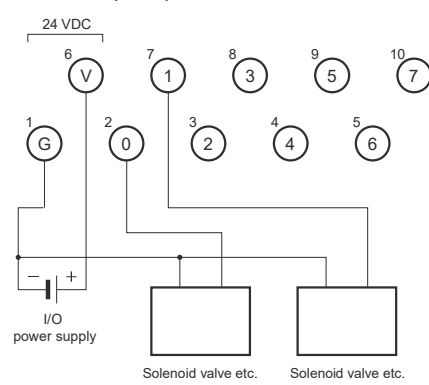 24 VDC
6 7 8 9 10
V 1 3 5 7
1 2 3 4 5
G 0 2 4 6
− +
I/O
power supply
Solenoid valve etc. Solenoid valve etc.